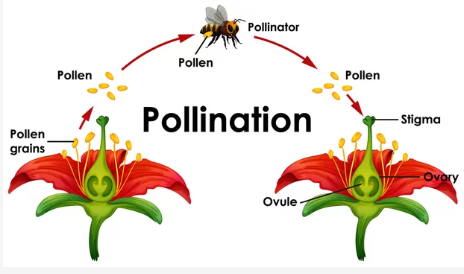 Pollinator
Pollen
Pollen
Pollen
Pollination
Stigma
Pollen
grains
Ovary
Ovule